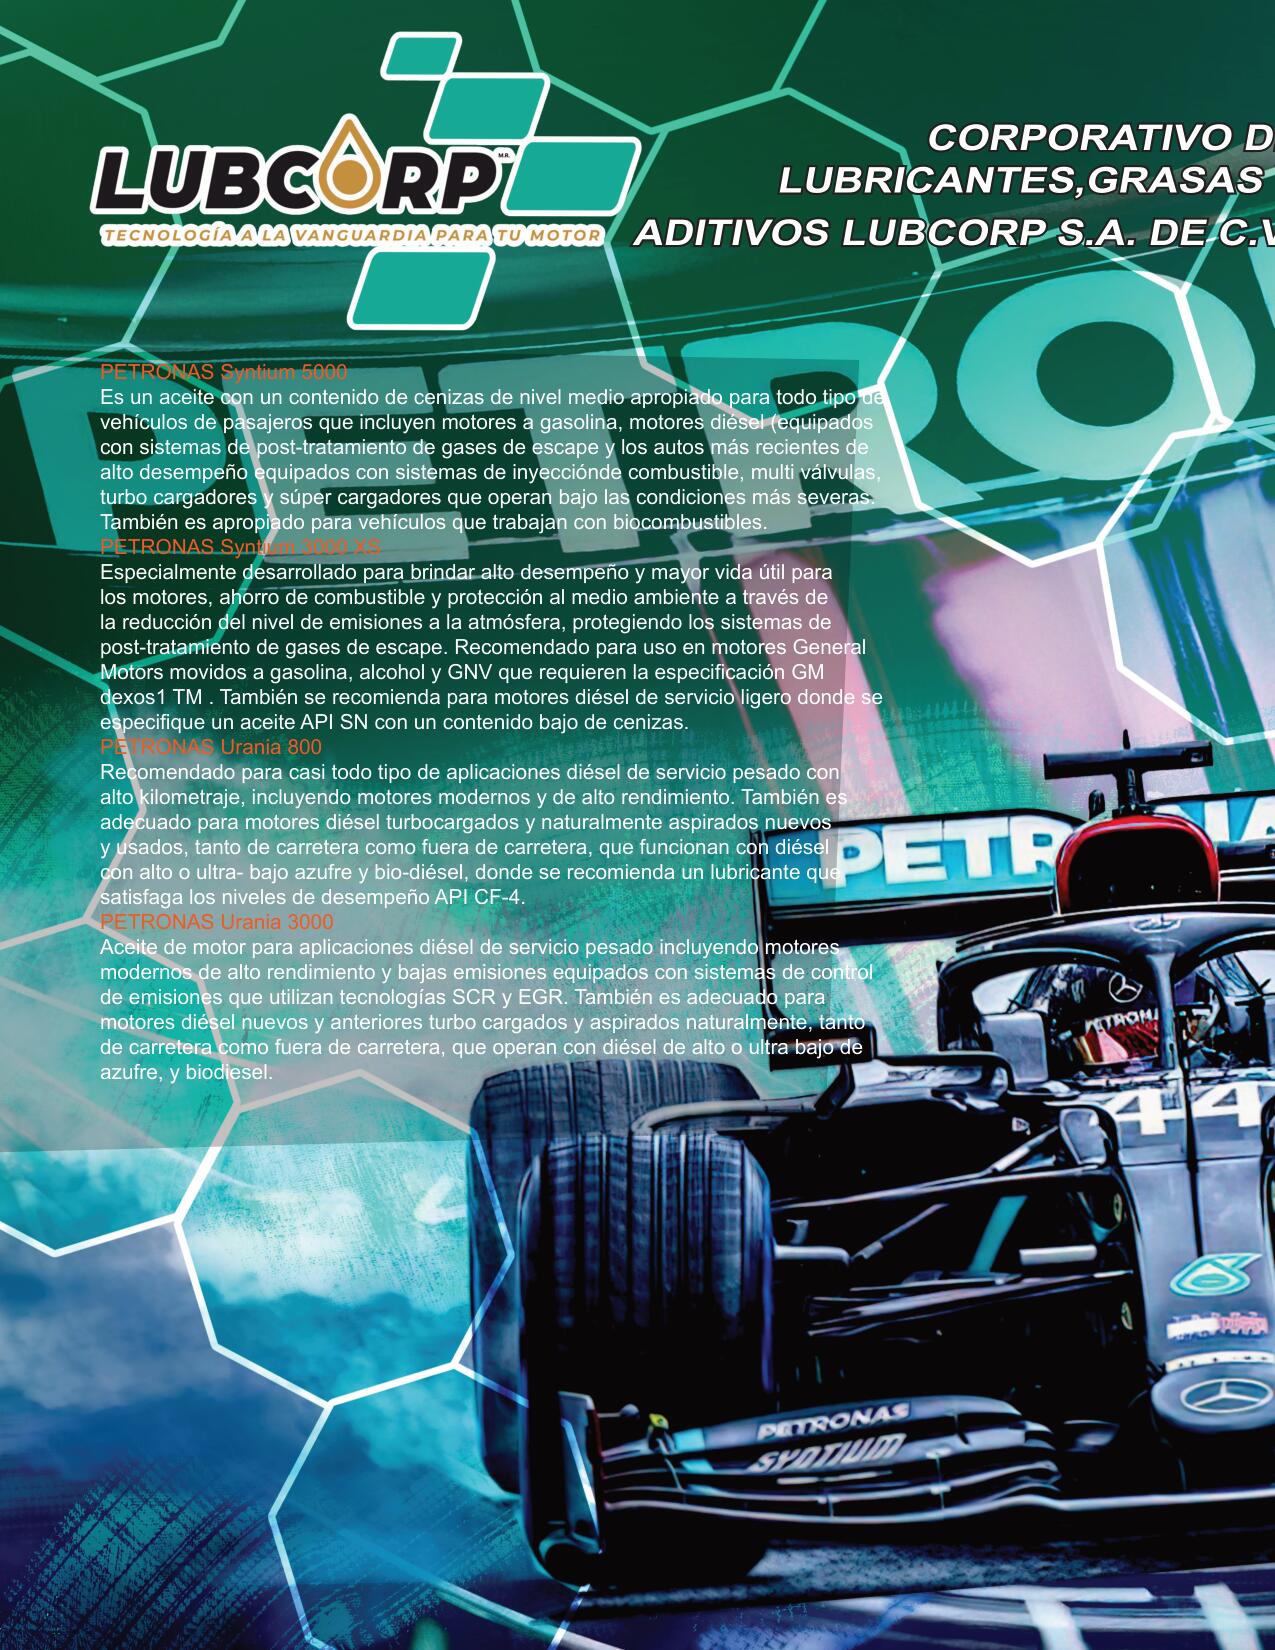 LUBCORP M.R.
TECNOLOGÍA A LA VANGUARDIA PARA TU MOTOR
CORPORATIVO D
LUBRICANTES,GRASAS
ADITIVOS LUBCORP S.A. DE C.V
PETRO
PETRONAS Syntium 5000
Es un aceite con un contenido de cenizas de nivel medio apropiado para todo tipo de
vehículos de pasajeros que incluyen motores a gasolina, motores diésel (equipados
con sistemas de post-tratamiento de gases de escape y los autos más recientes de
alto desempeño equipados con sistemas de inyecciónde combustible, multi válvulas,
turbo cargadores y súper cargadores que operan bajo las condiciones más severas.
También es apropiado para vehículos que trabajan con biocombustibles.
PETRONAS Syntium 3000 XS
Especialmente desarrollado para brindar alto desempeño y mayor vida útil para
los motores, ahorro de combustible y protección al medio ambiente a través de
la reducción del nivel de emisiones a la atmósfera, protegiendo los sistemas de
post-tratamiento de gases de escape. Recomendado para uso en motores General
Motors movidos a gasolina, alcohol y GNV que requieren la especificación GM
dexos1 TM . También se recomienda para motores diésel de servicio ligero donde se
especifique un aceite API SN con un contenido bajo de cenizas.
PETRONAS Urania 800
Recomendado para casi todo tipo de aplicaciones diésel de servicio pesado con
alto kilometraje, incluyendo motores modernos y de alto rendimiento. También es
adecuado para motores diésel turbocargados y naturalmente aspirados nuevos
y usados, tanto de carretera como fuera de carretera, que funcionan con diésel
con alto o ultra- bajo azufre y bio-diésel, donde se recomienda un lubricante que
satisfaga los niveles de desempeño API CF-4.
PETRONAS Urania 3000
Aceite de motor para aplicaciones diésel de servicio pesado incluyendo motores
modernos de alto rendimiento y bajas emisiones equipados con sistemas de control
de emisiones que utilizan tecnologías SCR y EGR. También es adecuado para
motores diésel nuevos y anteriores turbo cargados y aspirados naturalmente, tanto
de carretera como fuera de carretera, que operan con diésel de alto o ultra bajo de
azufre, y biodiesel.
PETR
44
PETRONAS
SYNTIUM